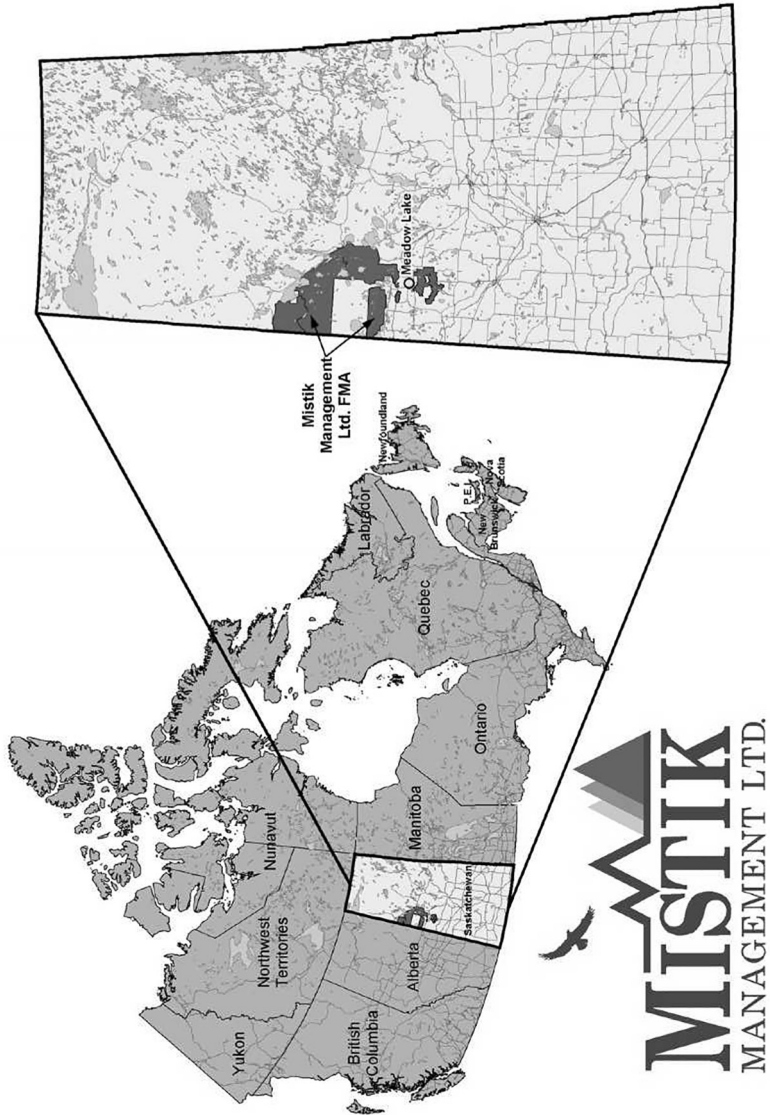 Yukon
Northwest
Territories
Nunavut
British
Columbia
Alberta
Saskatchewan
Manitoba
Ontario
Quebec
Labrador
Newfoundland
P.E.I.
New
Brunswick
Nova
Scotia
Mistik
Management
Ltd. FMA
Meadow Lake
MISTIK
MANAGEMENT LTD.